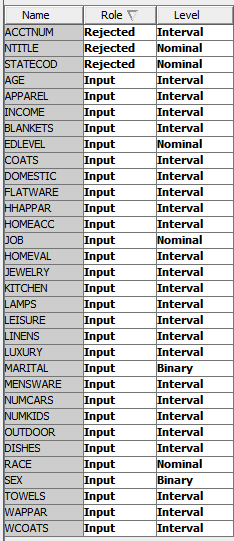 Name Role Level
ACCTNUM Rejected Interval
NTITLE Rejected Nominal
STATECOD Rejected Nominal
AGE Input Interval
APPAREL Input Interval
INCOME Input Interval
BLANKETS Input Interval
EDLEVEL Input Nominal
COATS Input Interval
DOMESTIC Input Interval
FLATWARE Input Interval
HHAPPAR Input Interval
HOMEACC Input Interval
JOB Input Nominal
HOMEVAL Input Interval
JEWELRY Input Interval
KITCHEN Input Interval
LAMPS Input Interval
LEISURE Input Interval
LINENS Input Interval
LUXURY Input Interval
MARITAL Input Binary
MENSWARE Input Interval
NUMCARS Input Interval
NUMKIDS Input Interval
OUTDOOR Input Interval
DISHES Input Interval
RACE Input Nominal
SEX Input Binary
TOWELS Input Interval
WAPPAR Input Interval
WCOATS Input Interval